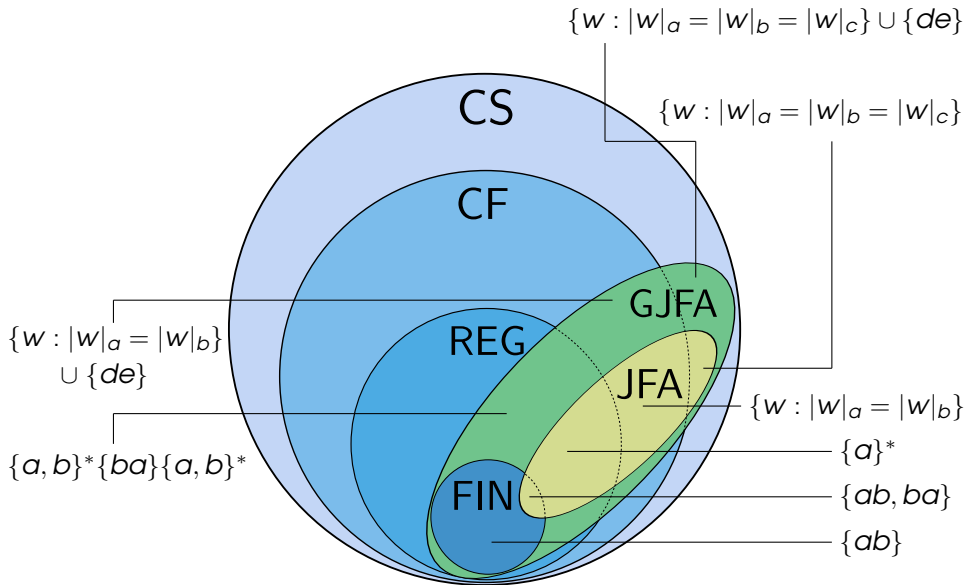 {w : |w|a = |w|b = |w|c} ∪ {de}
CS
{w : |w|a = |w|b = |w|c}
CF
GJFA
{w : |w|a = |w|b}
∪ {de}
REG
JFA
{w : |w|a = |w|b}
{a}*
{a, b}*{ba}{a, b}*
FIN
{ab, ba}
{ab}